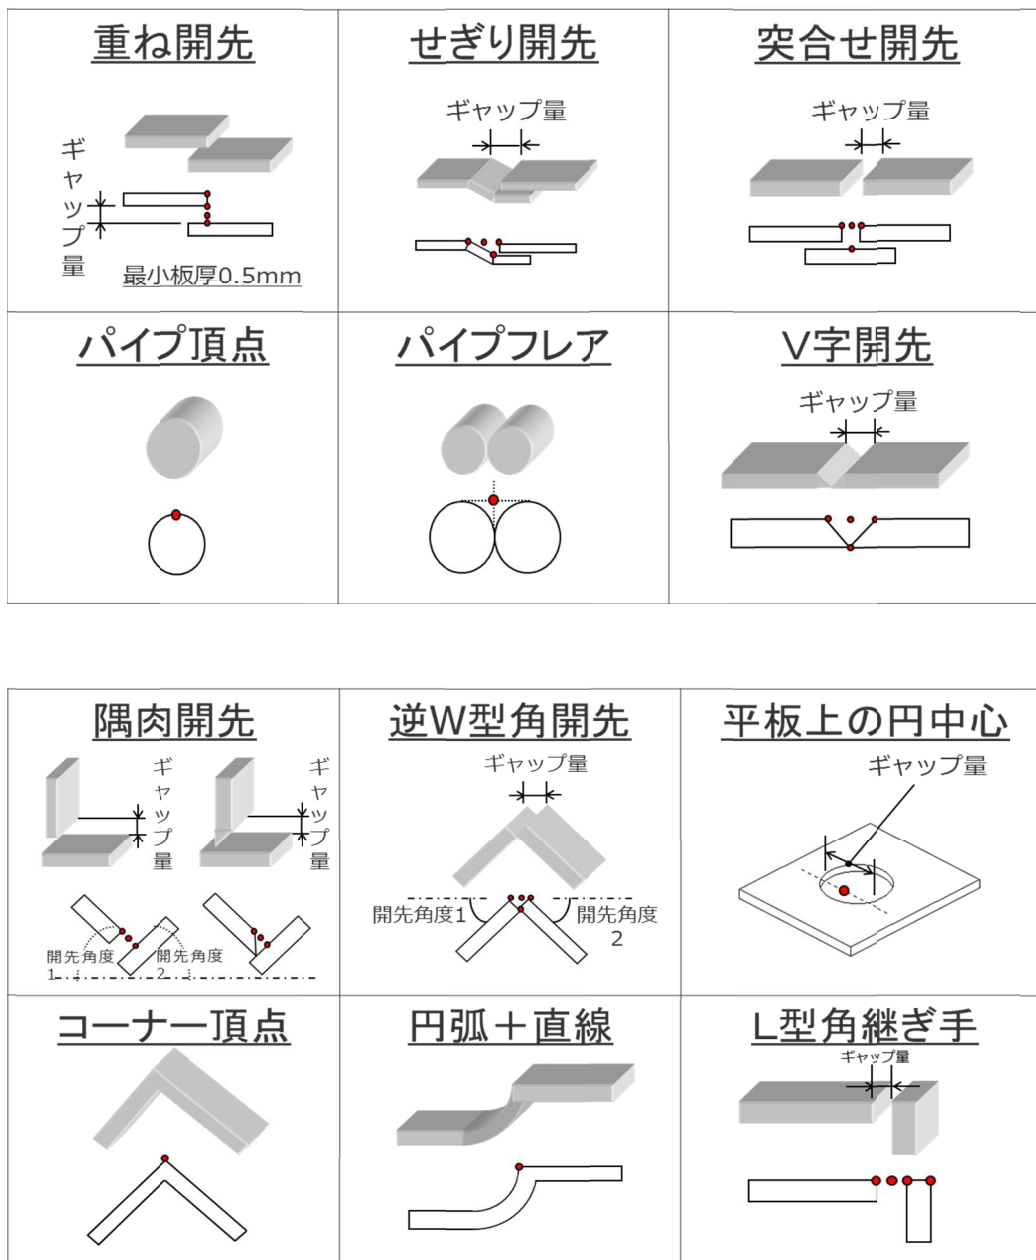 重ね開先
せぎり開先
突合せ開先
ギャップ量
ギャップ量
ギャップ量
最小板厚0.5mm
パイプ頂点
パイプフレア
V字開先
ギャップ量
隅肉開先
逆W型角開先
平板上の円中心
ギャップ量
ギャップ量
ギャップ量
ギャップ量
開先角度
1
開先角度
2
開先角度1
開先角度
2
コーナー頂点
円弧＋直線
L型角継ぎ手
ギャップ量